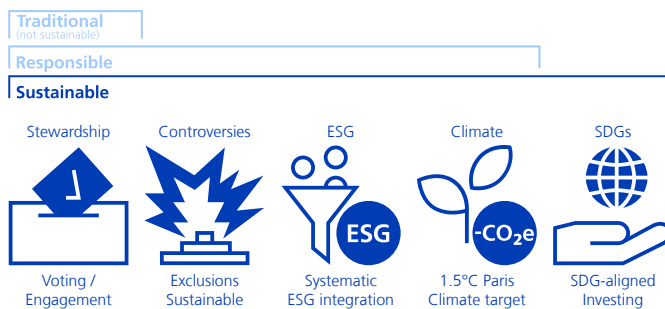 Traditional
(not sustainable)
Responsible
Sustainable
Stewardship
Controversies
ESG
Climate
SDGs
ESG
-CO₂e
Voting /
Engagement
Exclusions
Sustainable
Systematic
ESG integration
1.5°C Paris
Climate target
SDG-aligned
Investing